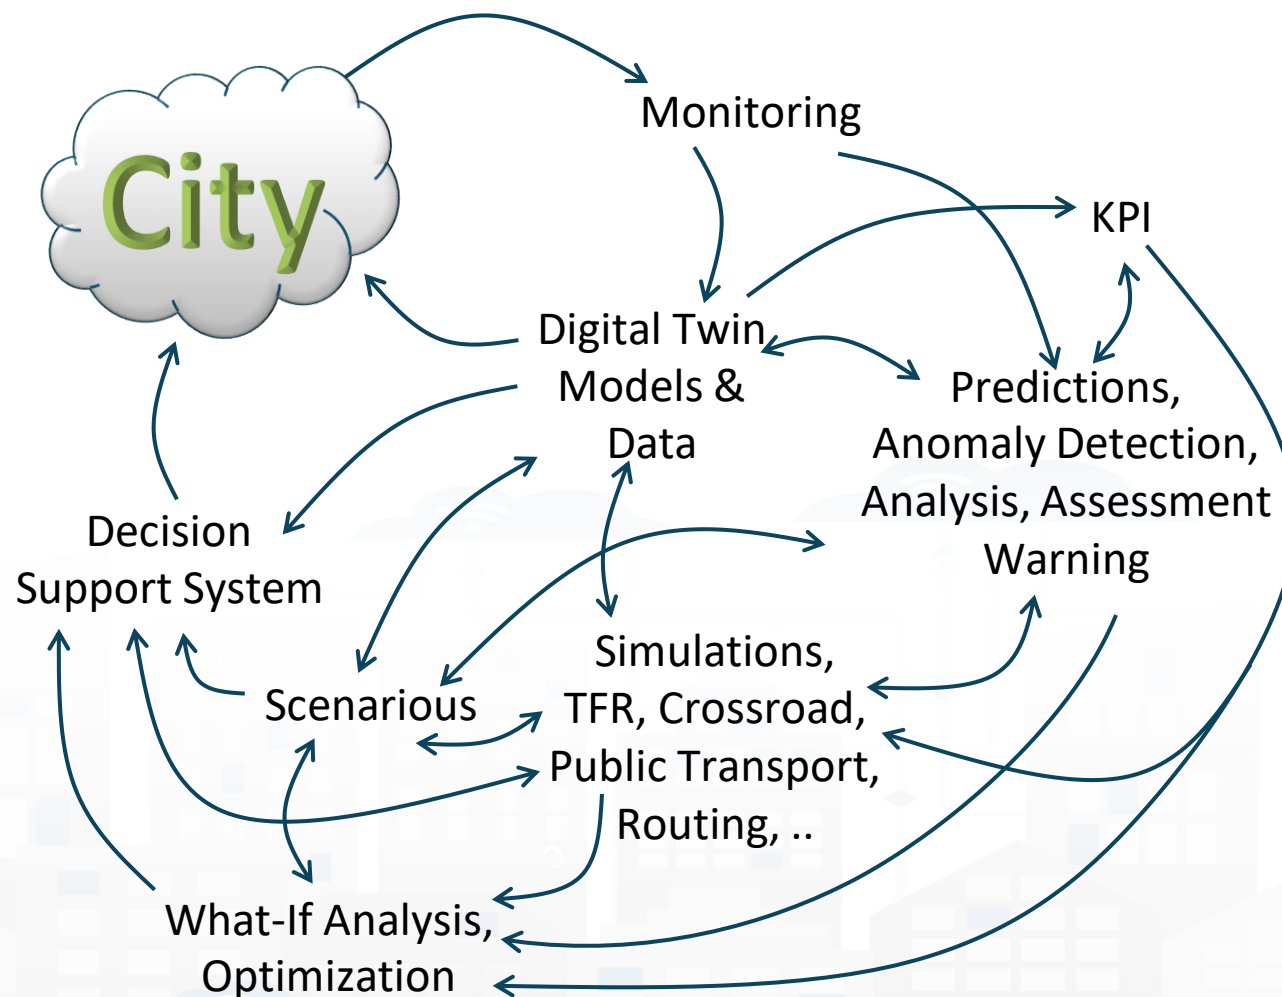 City
Monitoring
KPI
Digital Twin
Models &
Data
Predictions,
Anomaly Detection,
Analysis, Assessment
Warning
Decision
Support System
Scenarious
Simulations,
TFR, Crossroad,
Public Transport,
Routing, ..
What-If Analysis,
Optimization